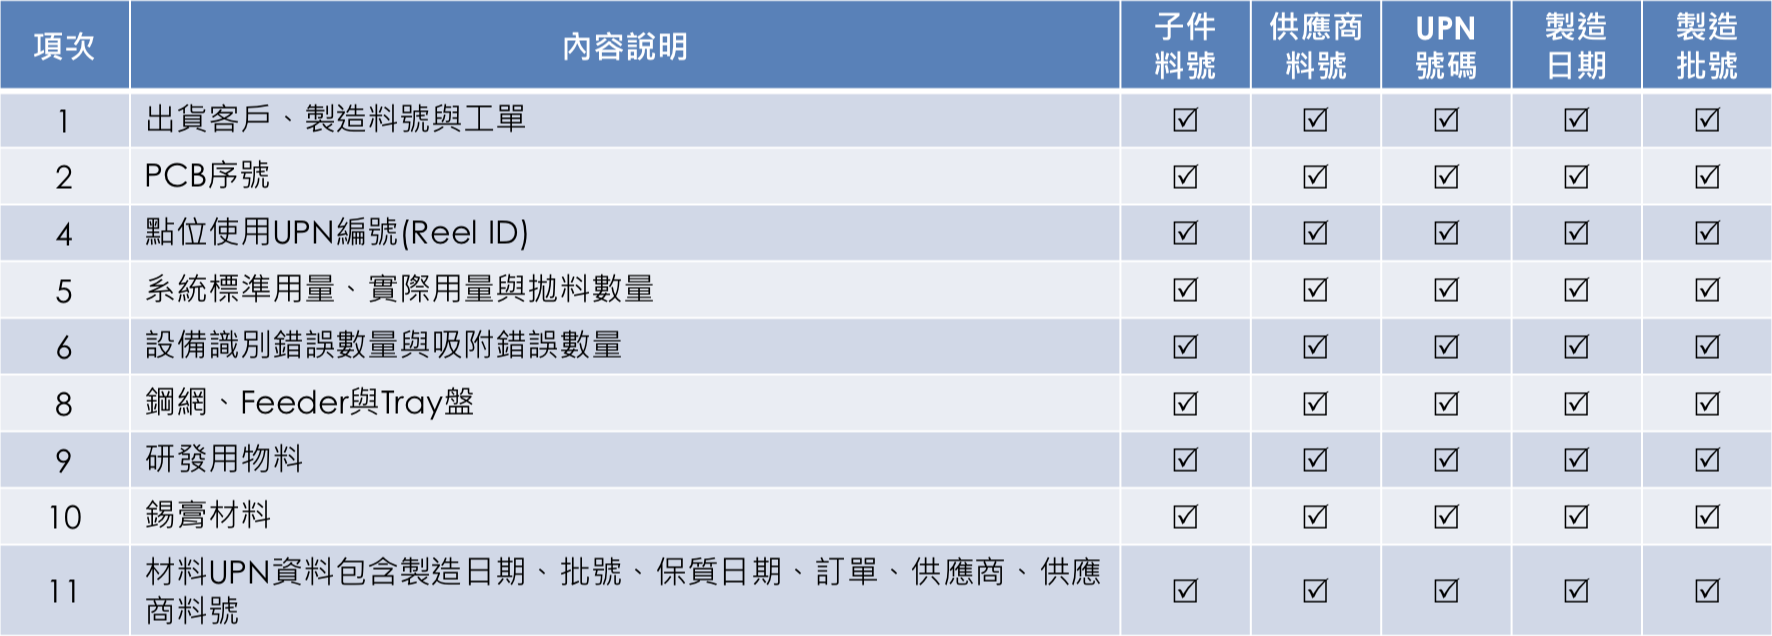 項次 內容說明 子件料號 供應商料號 UPN號碼 製造日期 製造批號
1 出貨客戶、製造料號與工單 ☑ ☑ ☑ ☑ ☑
2 PCB序號 ☑ ☑ ☑ ☑ ☑
4 點位使用UPN編號(Reel ID) ☑ ☑ ☑ ☑ ☑
5 系統標準用量、實際用量與拋料數量 ☑ ☑ ☑ ☑ ☑
6 設備識別錯誤數量與吸附錯誤數量 ☑ ☑ ☑ ☑ ☑
8 鋼網、Feeder與Tray盤 ☑ ☑ ☑ ☑ ☑
9 研發用物料 ☑ ☑ ☑ ☑ ☑
10 錫膏材料 ☑ ☑ ☑ ☑ ☑
11 材料UPN資料包含製造日期、批號、保質日期、訂單、供應商、供應
商料號 ☑ ☑ ☑ ☑ ☑